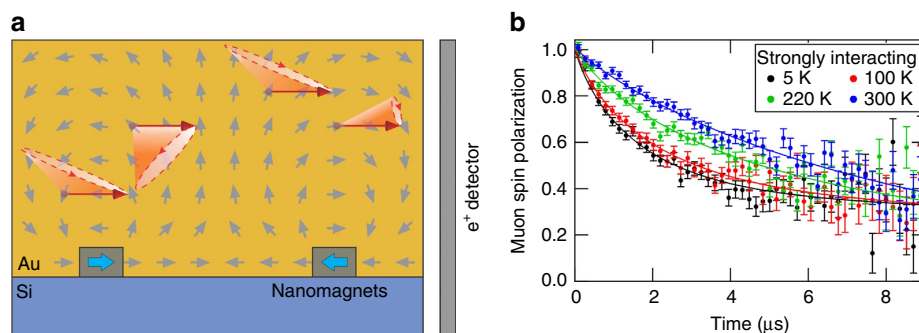 a
Au
Si
Nanomagnets
e⁺ detector
b
Muon spin polarization
1.0
0.8
0.6
0.4
0.2
0.0
Strongly interacting
5 K 100 K
220 K 300 K
0 2 4 6 8
Time (μs)